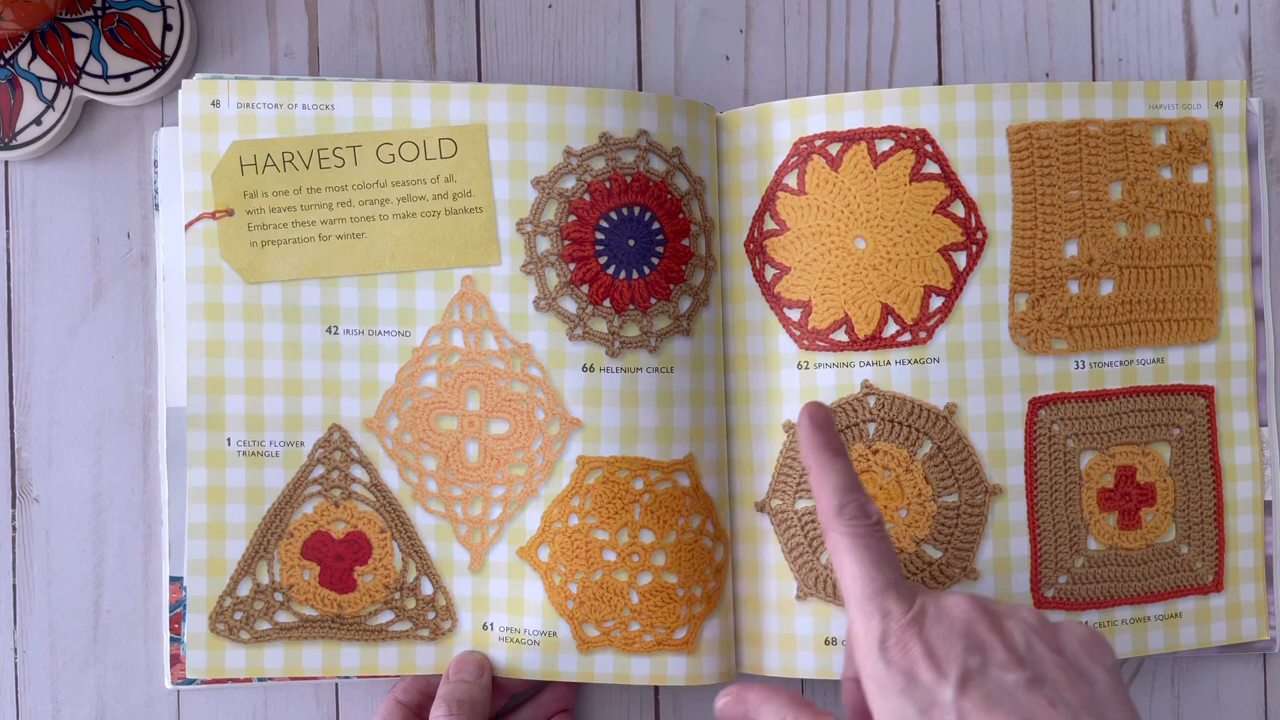 48 DIRECTORY OF BLOCKS
HARVEST GOLD
Fall is one of the most colorful seasons of all,
with leaves turning red, orange, yellow, and gold.
Embrace these warm tones to make cozy blankets
in preparation for winter.
42 IRISH DIAMOND
66 HELENIUM CIRCLE
1 CELTIC FLOWER
TRIANGLE
61 OPEN FLOWER
HEXAGON
HARVEST GOLD 49
62 SPINNING DAHLIA HEXAGON
33 STONECROP SQUARE
68
CELTIC FLOWER SQUARE